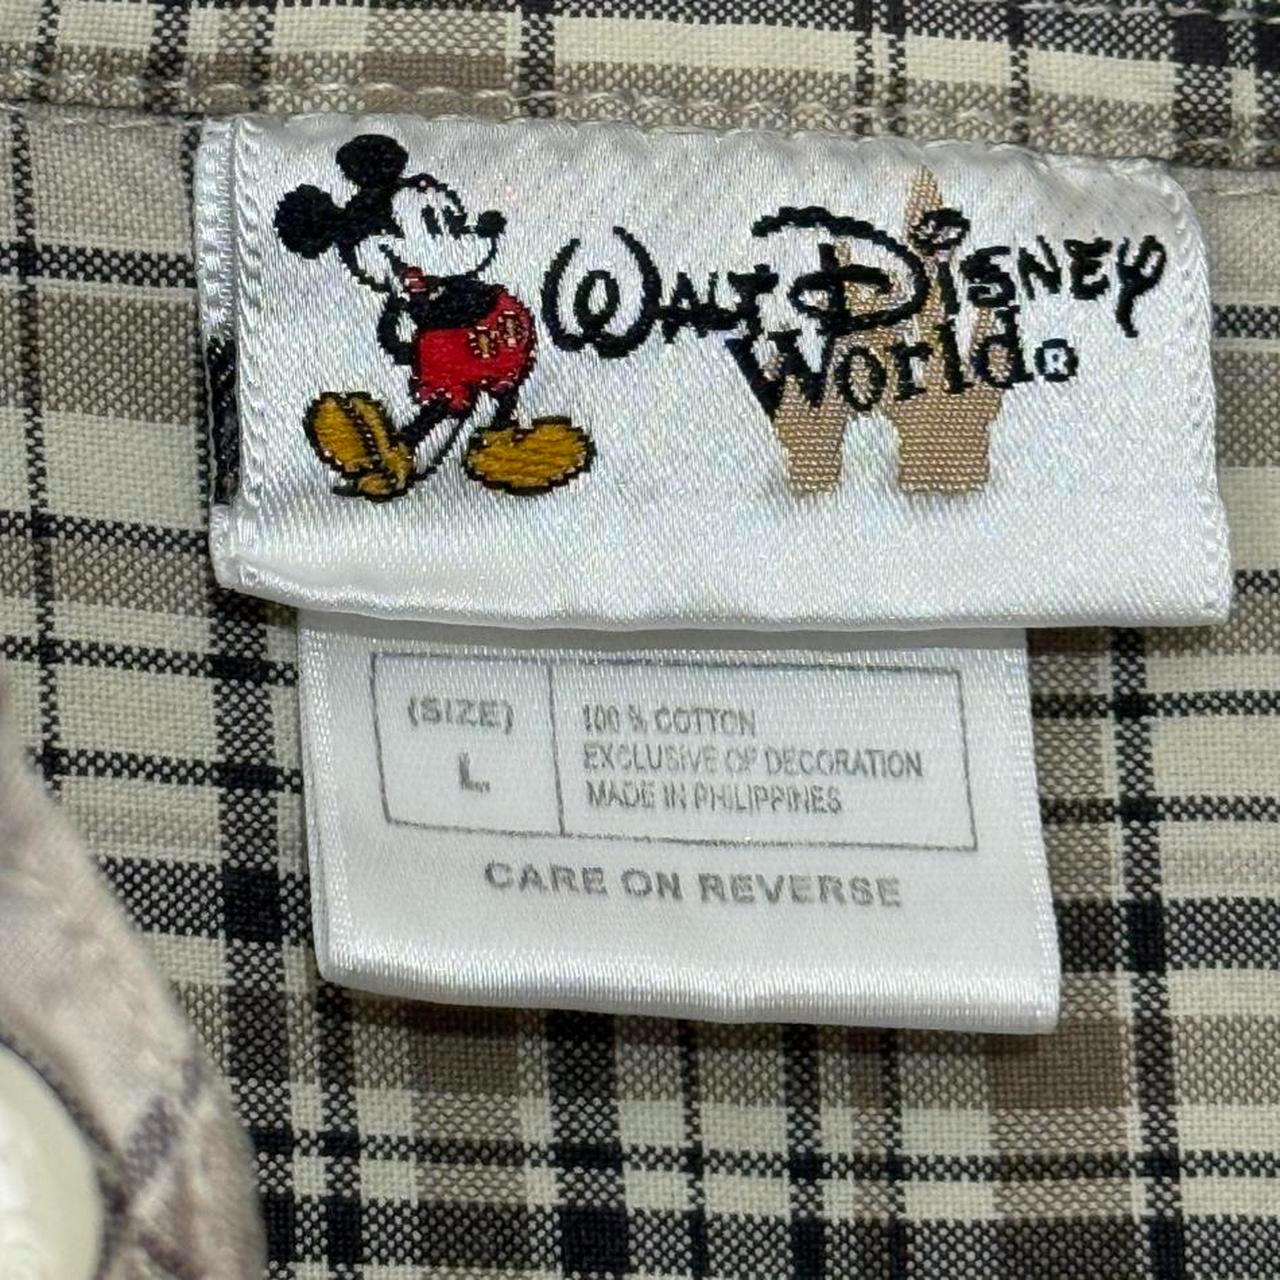 WALT DISNEY
World®
(SIZE)
L
100 % COTTON
EXCLUSIVE OF DECORATION
MADE IN PHILIPPINES
CARE ON REVERSE